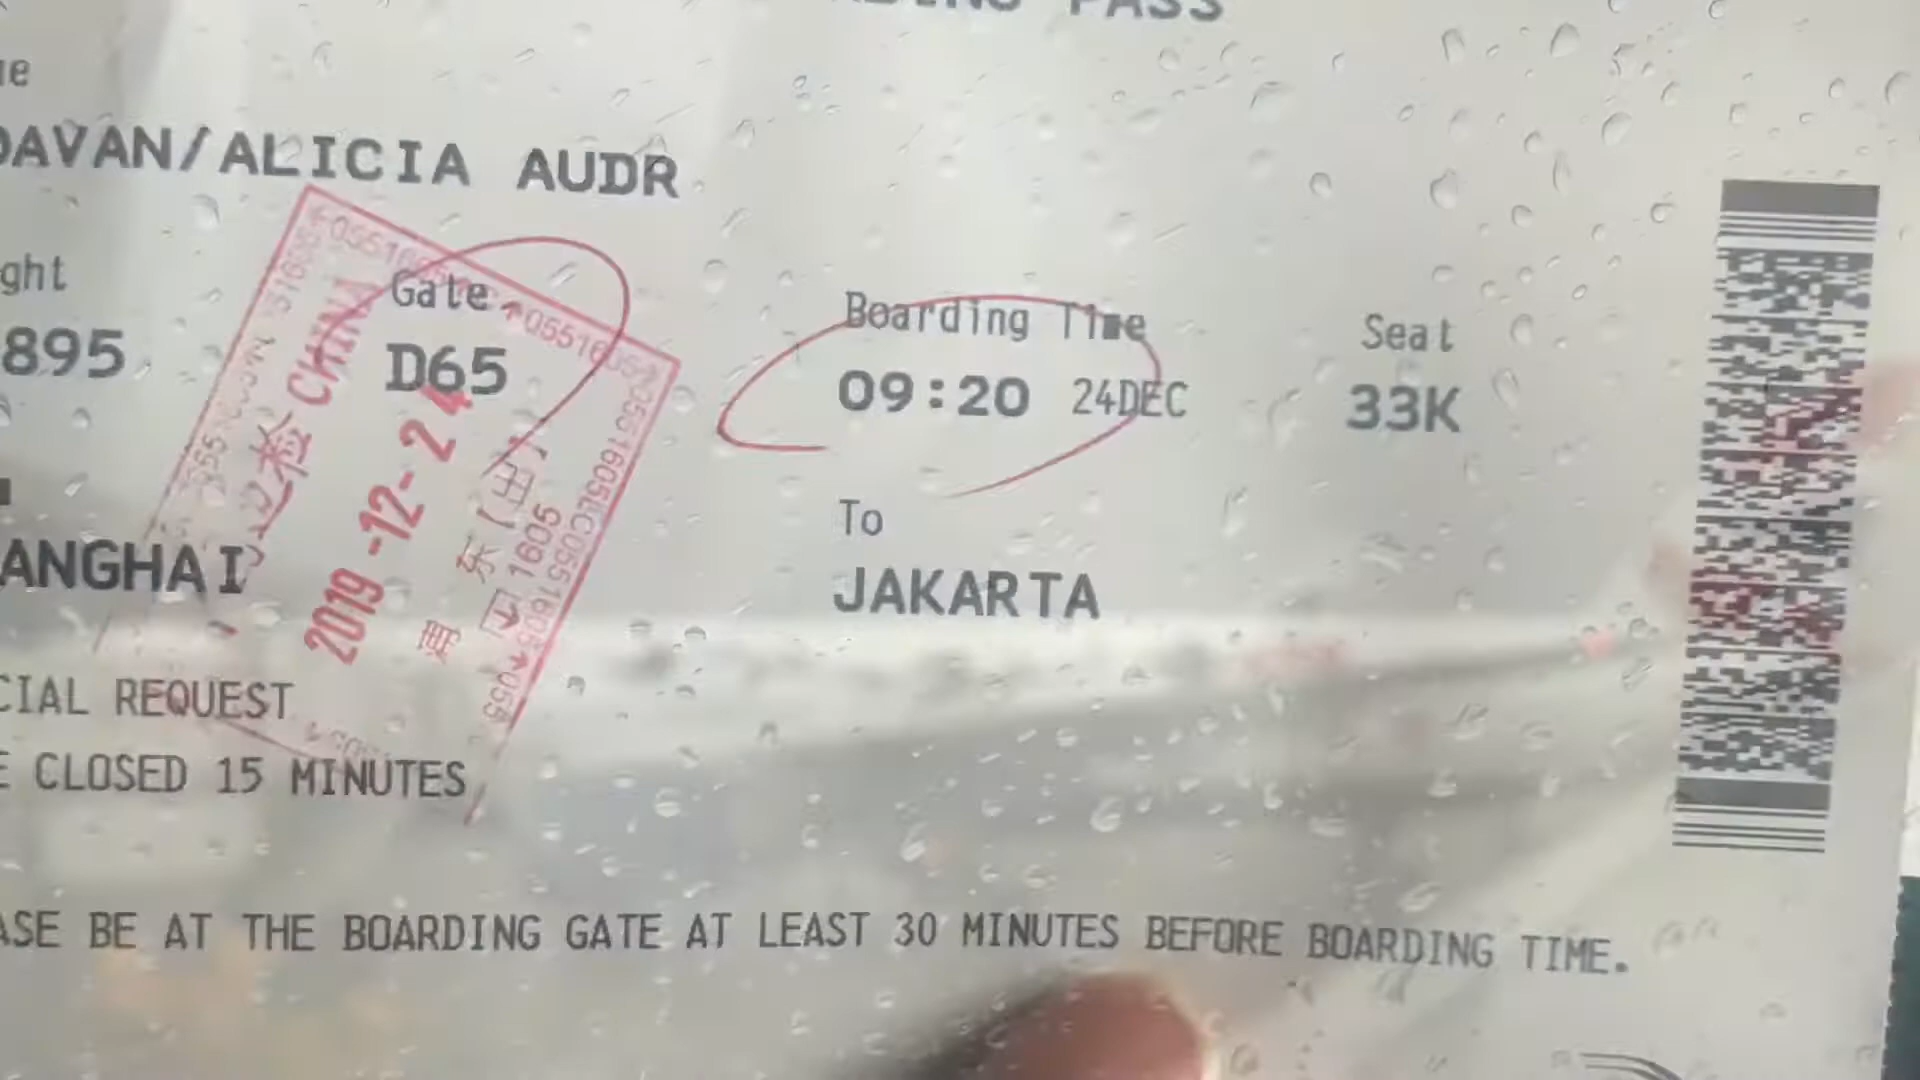 PASS
DAVAN/ALICIA AUDR
ght
Gate
Boarding Time
Seat
895
D65
09:20 24DEC
33K
CHINA
2019-12-24
1605
To
ANGHAI
JAKARTA
CIAL REQUEST
E CLOSED 15 MINUTES
ASE BE AT THE BOARDING GATE AT LEAST 30 MINUTES BEFORE BOARDING TIME.